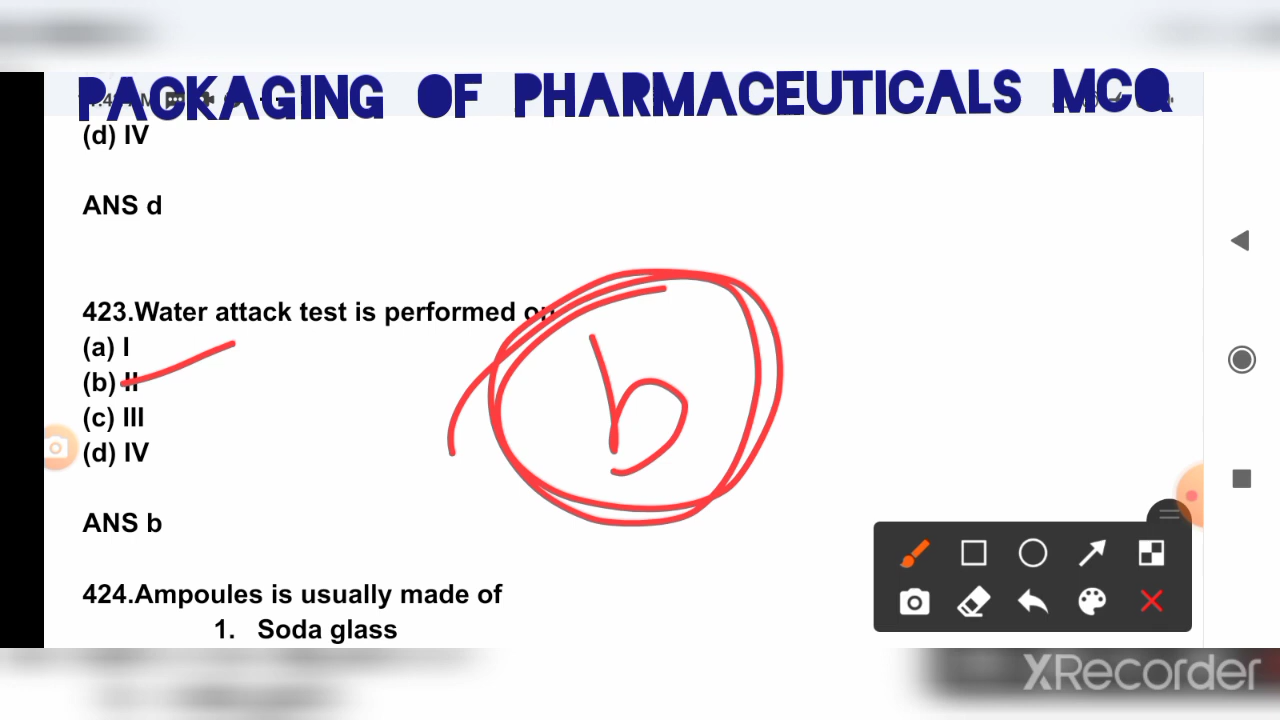 PACKAGING OF PHARMACEUTICALS MCQ
(d) IV
ANS d
423.Water attack test is performed on
(a) I
(b) II
(c) III
(d) IV
b
ANS b
424.Ampoules is usually made of
1. Soda glass
XRecorder